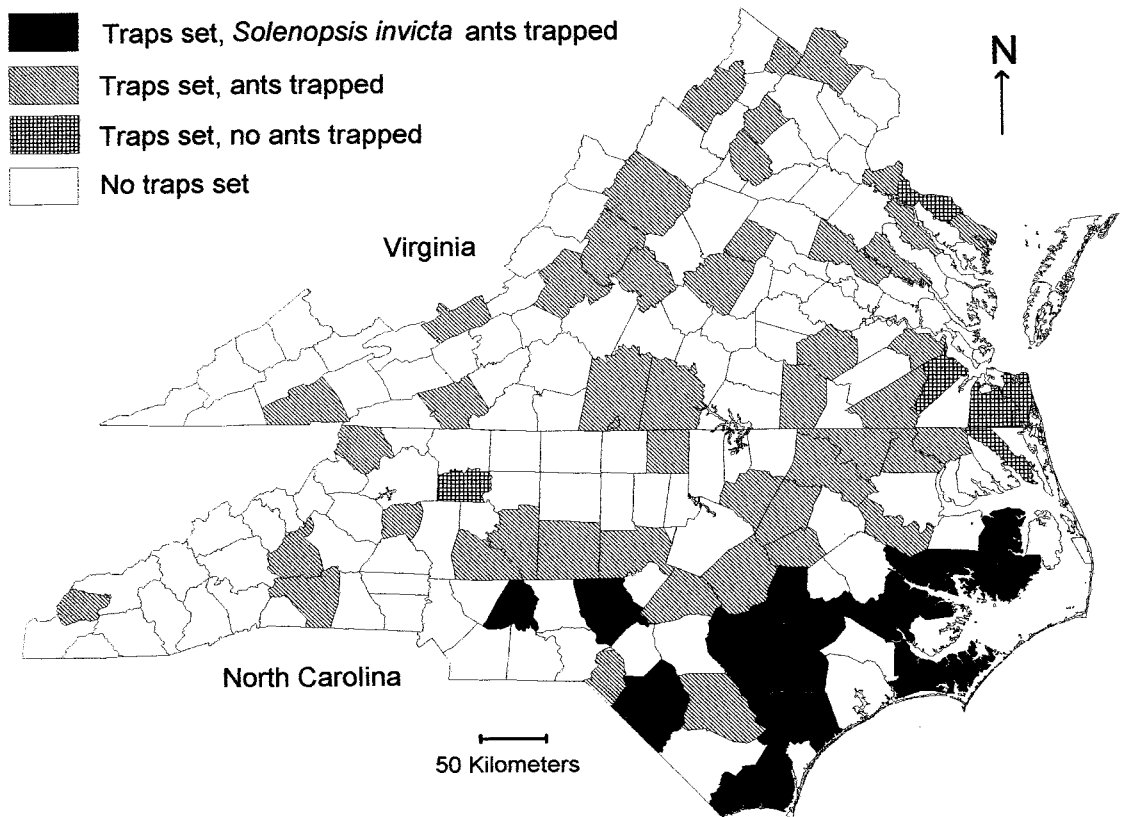 Traps set, Solenopsis invicta ants trapped
Traps set, ants trapped
Traps set, no ants trapped
No traps set
N
Virginia
North Carolina
50 Kilometers